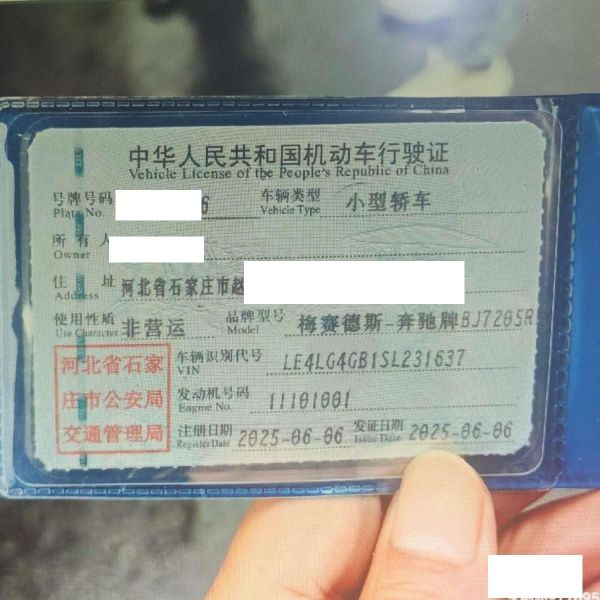 中华人民共和国机动车行驶证
Vehicle License of the People's Republic of China
号牌号码 6 车辆类型 小型轿车
Plate No. Vehicle Type
所有人
Owner
住址 河北省石家庄市赵
Address
使用性质 非营运 品牌型号 梅赛德斯-奔驰牌BJ7205R
Use Character Model
河北省石家
庄市公安局
交通管理局
车辆识别代号 LE4LG4GB1SL231637
VIN
发动机号码 11101001
Engine No.
注册日期 2025-06-06 发证日期 2025-06-06
Register Date Issue Date